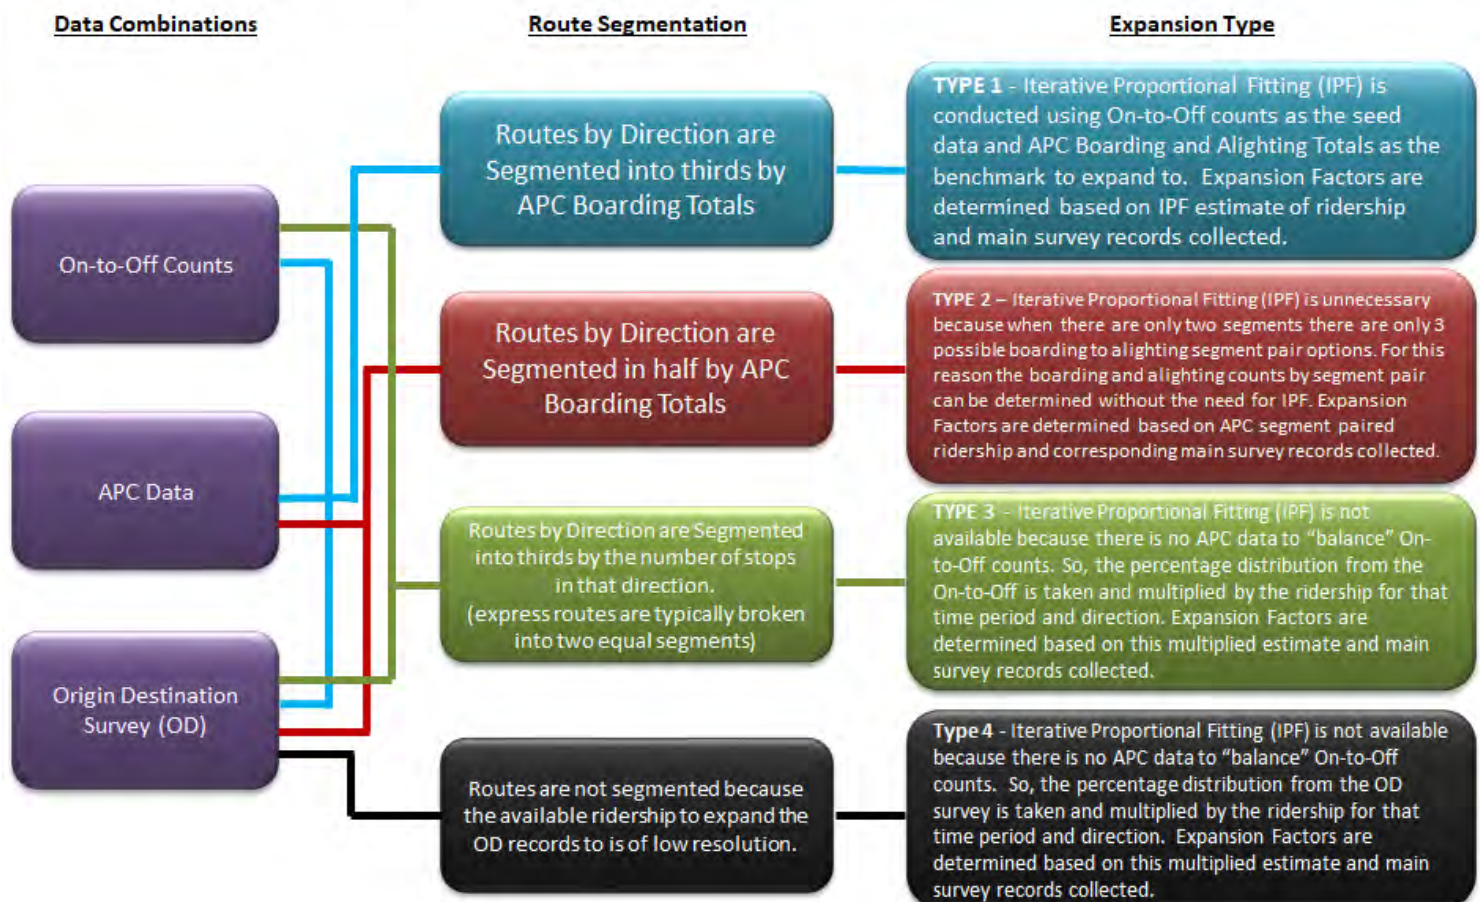 Data Combinations
Route Segmentation
Expansion Type
On-to-Off Counts
APC Data
Origin Destination
Survey (OD)
Routes by Direction are
Segmented into thirds by
APC Boarding Totals
Routes by Direction are
Segmented in half by APC
Boarding Totals
Routes by Direction are Segmented
into thirds by the number of stops
in that direction.
(express routes are typically broken
into two equal segments)
Routes are not segmented because
the available ridership to expand the
OD records to is of low resolution.
TYPE 1 - Iterative Proportional Fitting (IPF) is
conducted using On-to-Off counts as the seed
data and APC Boarding and Alighting Totals as the
benchmark to expand to. Expansion Factors are
determined based on IPF estimate of ridership
and main survey records collected.
TYPE 2 – Iterative Proportional Fitting (IPF) is unnecessary
because when there are only two segments there are only 3
possible boarding to alighting segment pair options. For this
reason the boarding and alighting counts by segment pair
can be determined without the need for IPF. Expansion
Factors are determined based on APC segment paired
ridership and corresponding main survey records collected.
TYPE 3 - Iterative Proportional Fitting (IPF) is not
available because there is no APC data to “balance” On-
to-Off counts. So, the percentage distribution from the
On-to-Off is taken and multiplied by the ridership for that
time period and direction. Expansion Factors are
determined based on this multiplied estimate and main
survey records collected.
Type 4 - Iterative Proportional Fitting (IPF) is not available
because there is no APC data to “balance” On-to-Off
counts. So, the percentage distribution from the OD
survey is taken and multiplied by the ridership for that
time period and direction. Expansion Factors are
determined based on this multiplied estimate and main
survey records collected.